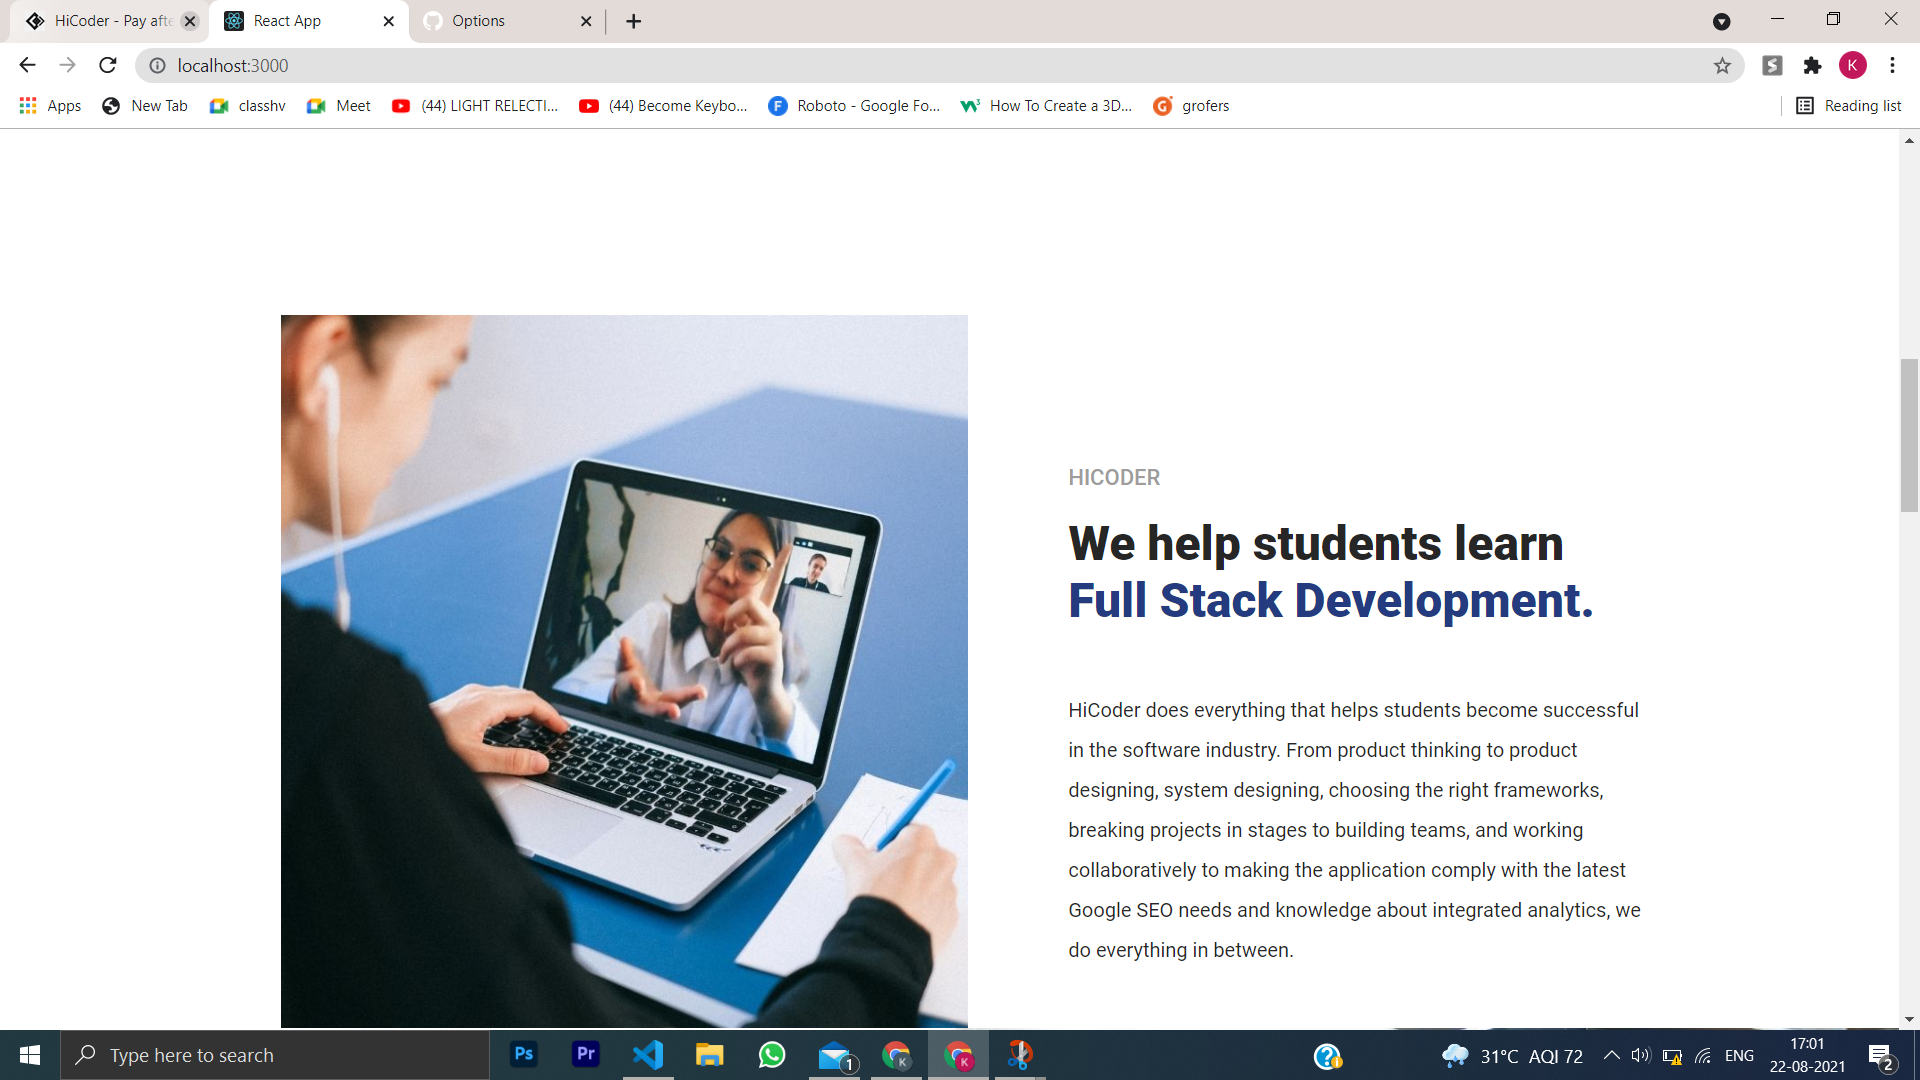 HiCoder - Pay afte
React App
Options
localhost:3000
K
Apps
New Tab
classhv
Meet
(44) LIGHT RELECTI...
(44) Become Keybo...
Roboto - Google Fo...
How To Create a 3D...
grofers
Reading list
HICODER
We help students learn
Full Stack Development.
HiCoder does everything that helps students become successful
in the software industry. From product thinking to product
designing, system designing, choosing the right frameworks,
breaking projects in stages to building teams, and working
collaboratively to making the application comply with the latest
Google SEO needs and knowledge about integrated analytics, we
do everything in between.
Type here to search
Ps
Pr
1
K
K
31°C AQI 72
ENG
17:01
22-08-2021
2